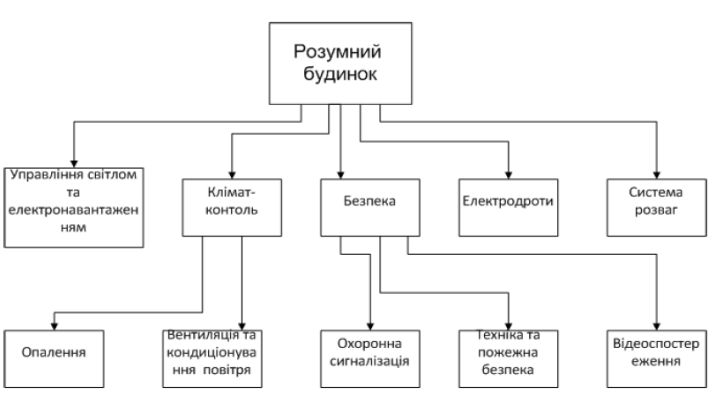 Розумний
будинок
Управління світлом
та
електронавантажен
ням
Клімат-
контоль
Безпека
Електродроти
Система
розваг
Опалення
Вентиляція та
кондиціонува
ння повітря
Охоронна
сигналізація
Техніка та
пожежна
безпека
Відеоспостер
еження